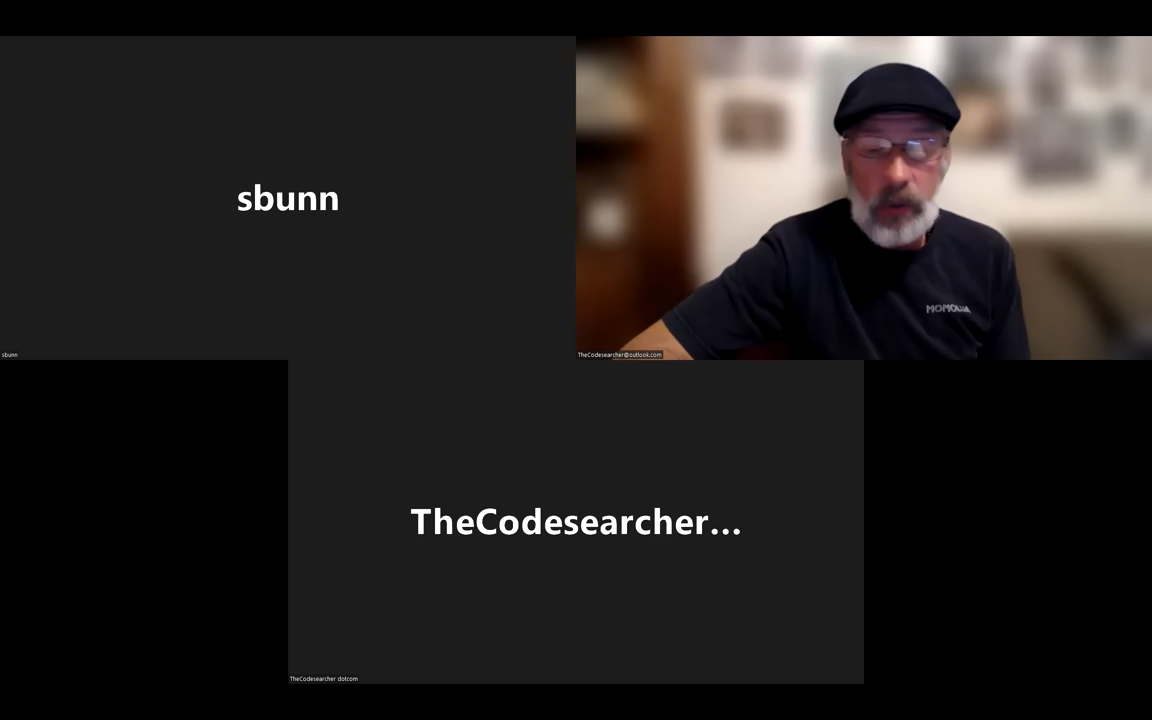 sbunn
sbunn
TheCodesearcher@outlook.com
TheCodesearcher...
TheCodesearcher dotcom